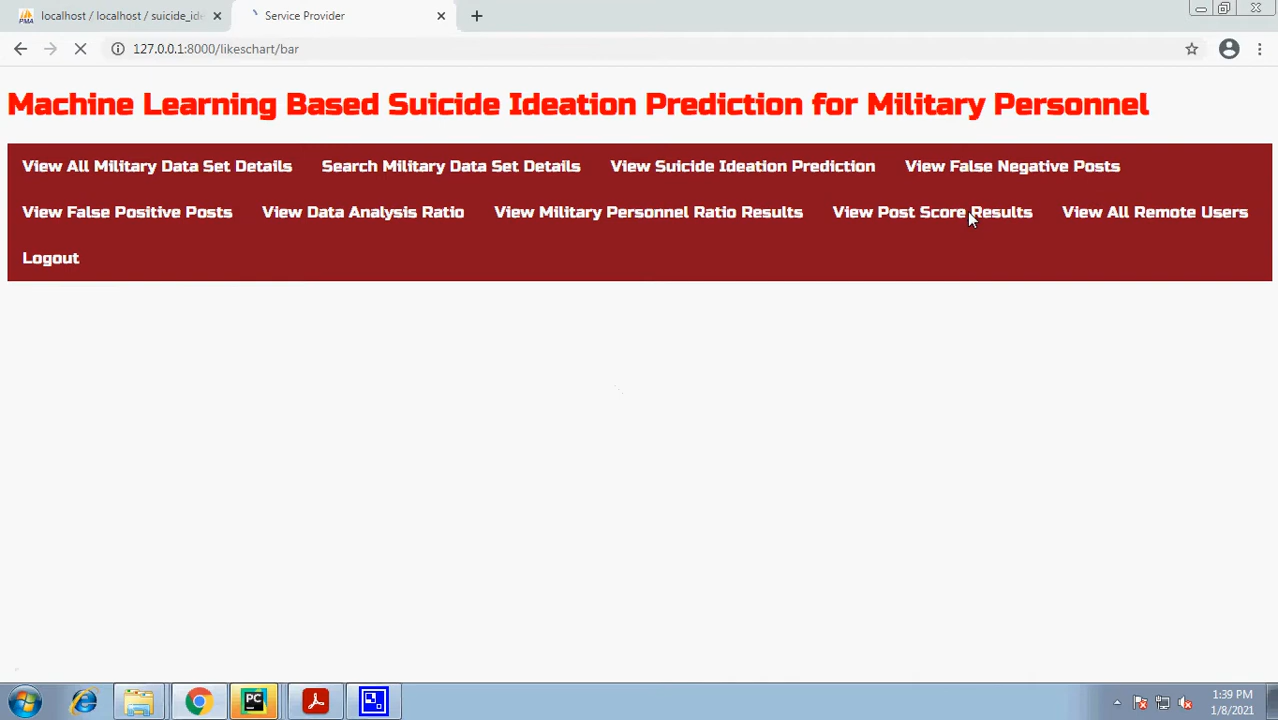 PMA localhost / localhost / suicide_ide
Service Provider
127.0.0.1:8000/likeschart/bar
Machine Learning Based Suicide Ideation Prediction for Military Personnel
View All Military Data Set Details Search Military Data Set Details View Suicide Ideation Prediction View False Negative Posts
View False Positive Posts View Data Analysis Ratio View Military Personnel Ratio Results View Post Score Results View All Remote Users
Logout
PC
1:39 PM
1/8/2021